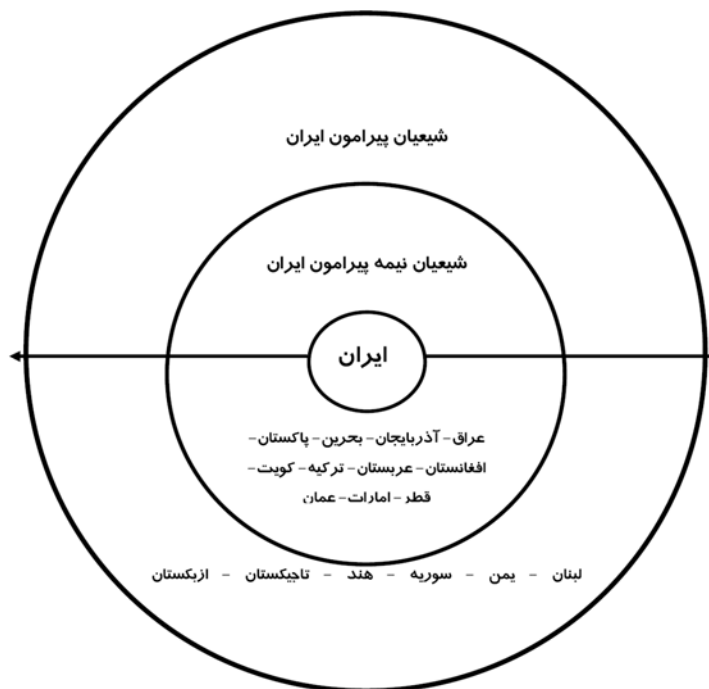 شیعیان پیرامون ایران
شیعیان نیمه پیرامون ایران
ایران
عراق – آذربایجان – بحرین – پاکستان –
افغانستان – عربستان – ترکیه – کویت –
قطر – امارات – عمان
لبنان – یمن – سوریه – هند – تاجیکستان – ازبکستان